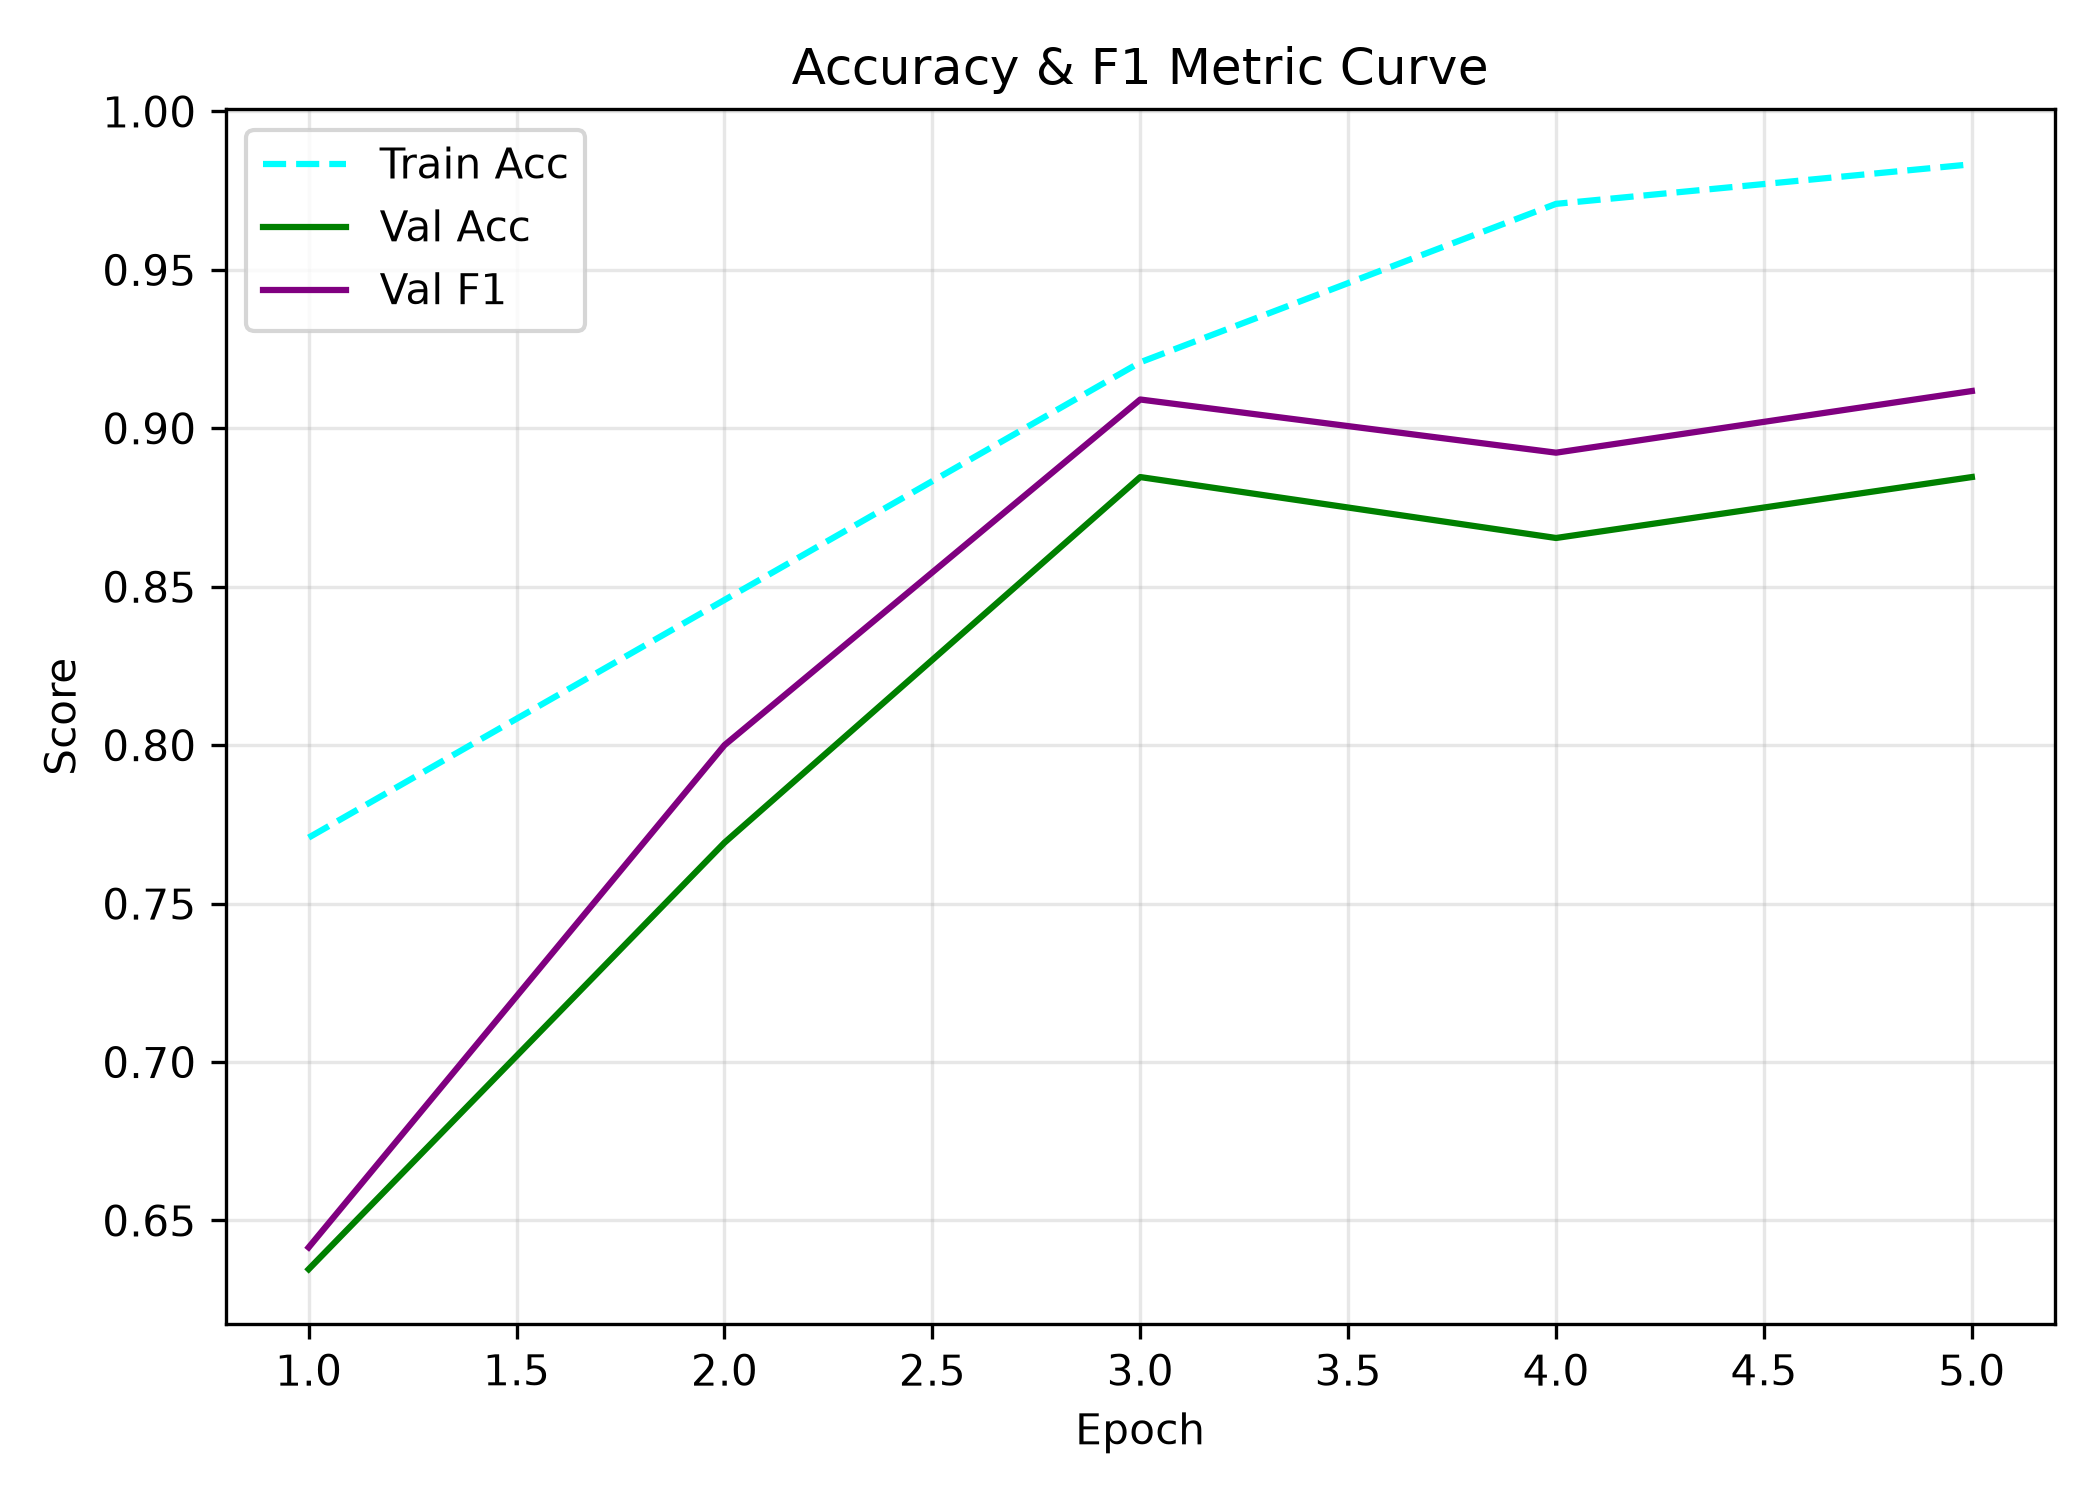 Accuracy & F1 Metric Curve
1.00
0.95
0.90
0.85
0.80
0.75
0.70
0.65
Score
Train Acc
Val Acc
Val F1
1.0 1.5 2.0 2.5 3.0 3.5 4.0 4.5 5.0
Epoch